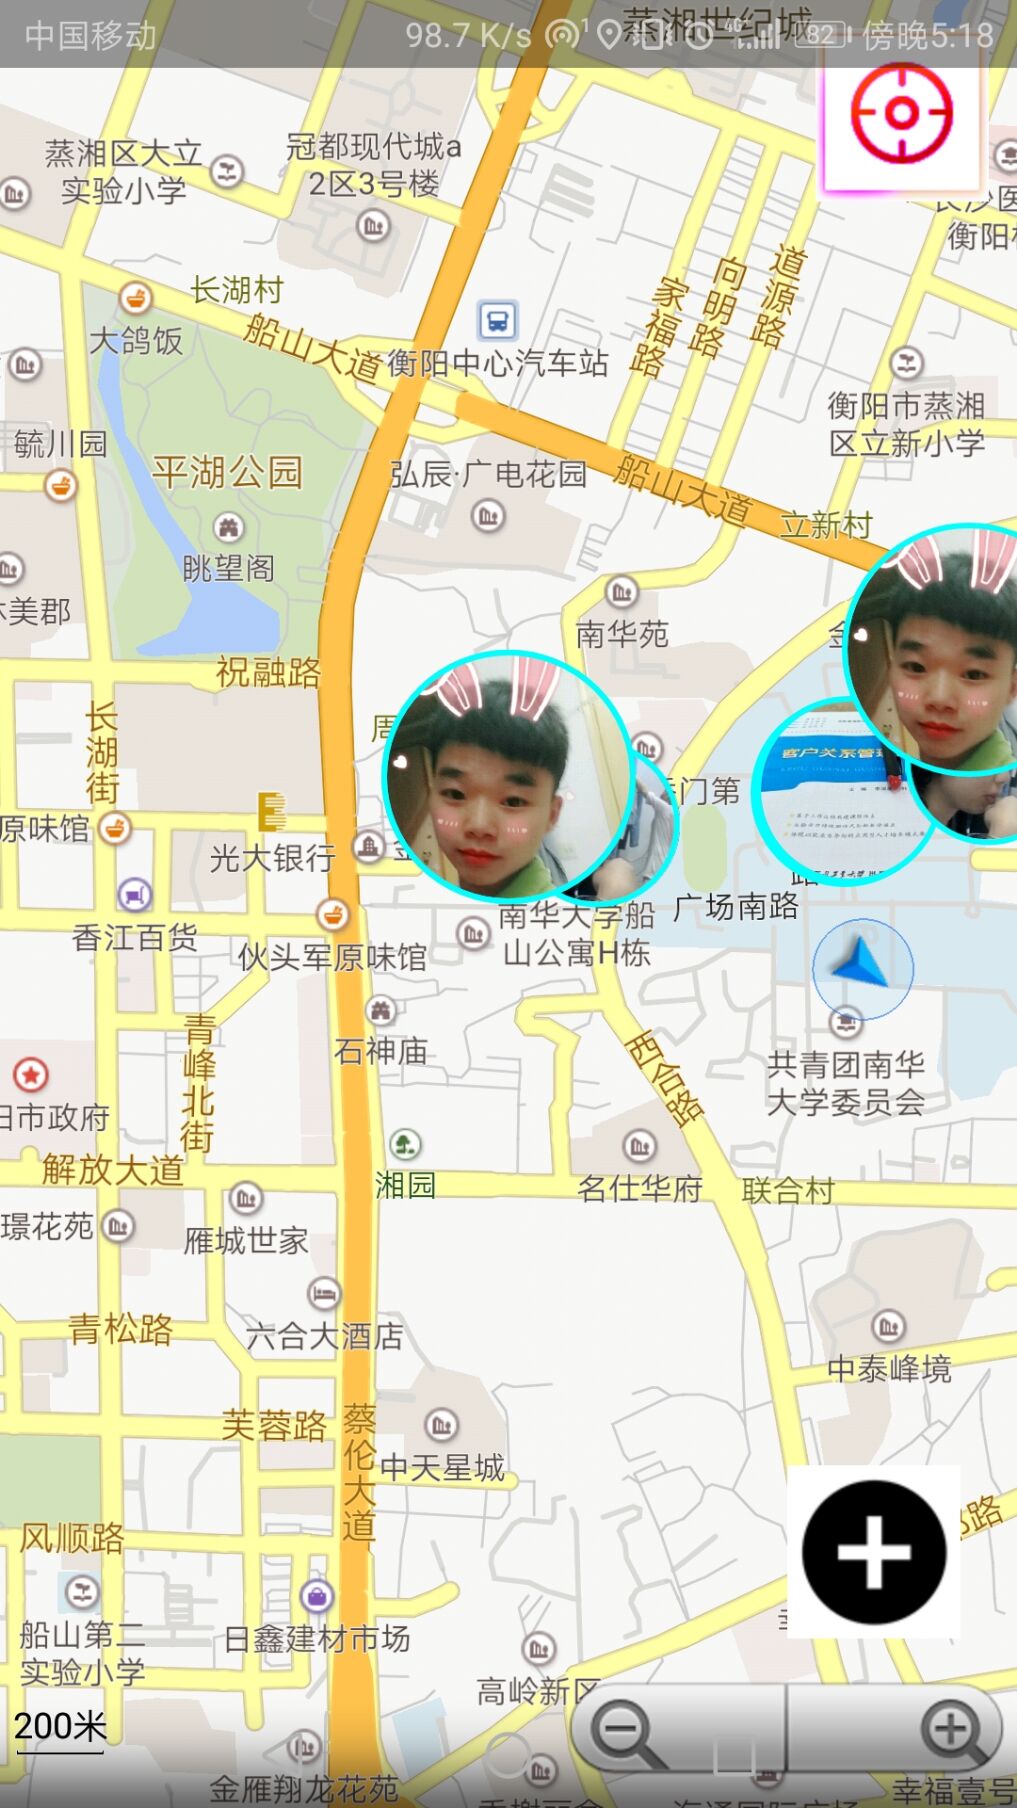 中国移动
98.7 K/s
1
4G
82
傍晚5:18
蒸湘世纪城
蒸湘区大立
实验小学
冠都现代城a
2区3号楼
衡阳
长湖村
大鸽饭
船山大道
衡阳中心汽车站
家福路
向明路
道源路
衡阳市蒸湘
区立新小学
毓川园
平湖公园
弘辰·广电花园
船山大道
立新村
眺望阁
美郡
南华苑
祝融路
长湖街
客户关系管
门第
原味馆
光大银行
广场南路
香江百货
伙头军原味馆
南华大学船
山公寓H栋
石神庙
青峰北街
西合路
共青团南华
大学委员会
阳市政府
解放大道
湘园
名仕华府
联合村
璟花苑
雁城世家
青松路
六合大酒店
中泰峰境
芙蓉路
蔡伦大道
中天星城
风顺路
路
船山第二
实验小学
日鑫建材市场
高岭新区
200米
金雁翔龙花苑
幸福壹号